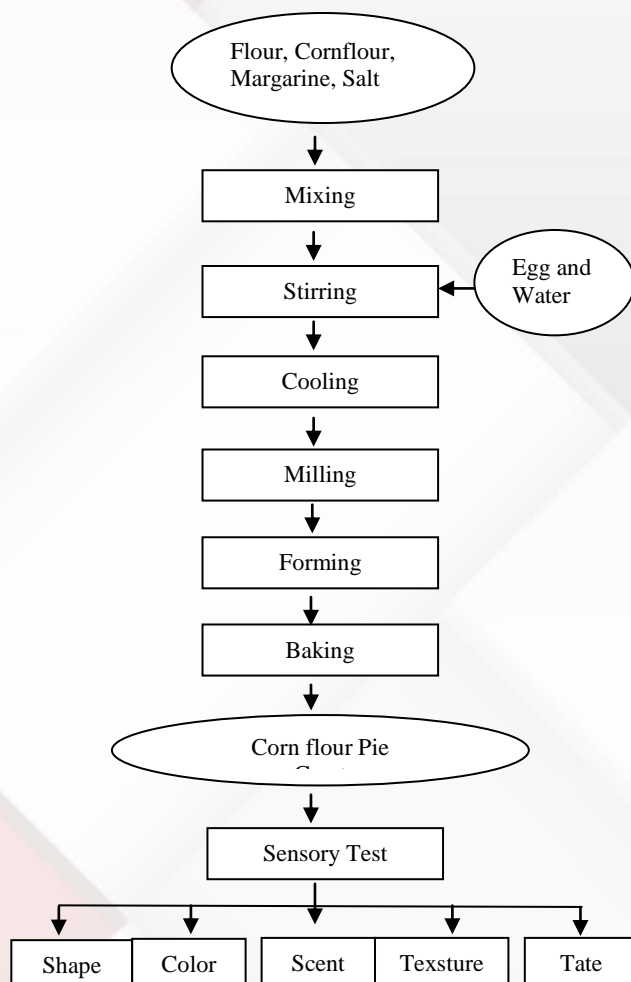 Flour, Cornflour,
Margarine, Salt
Mixing
Stirring
Egg and
Water
Cooling
Milling
Forming
Baking
Corn flour Pie
Sensory Test
Shape
Color
Scent
Texsture
Tate